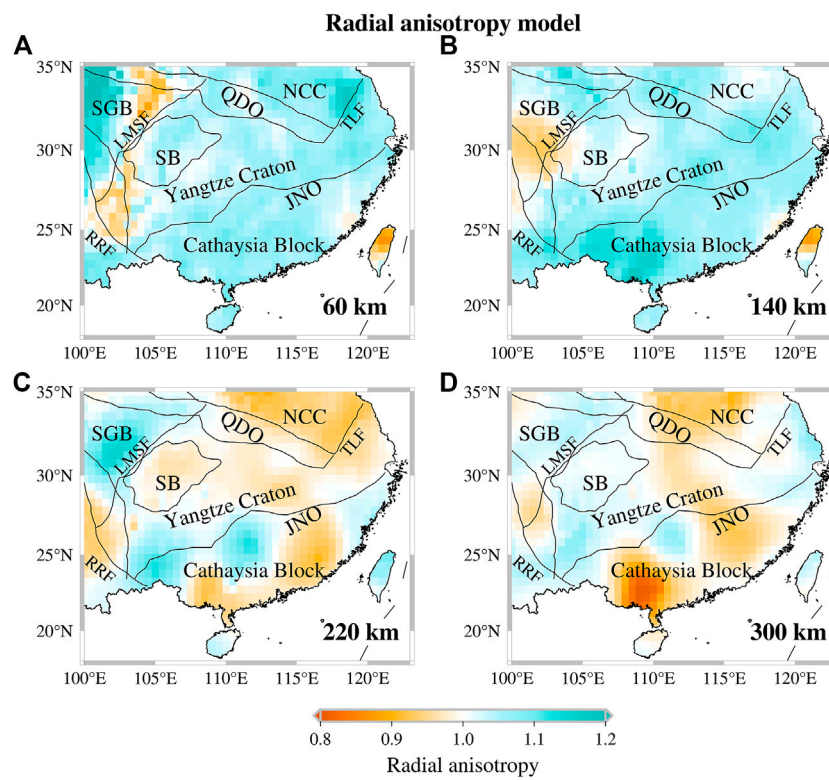 Radial anisotropy model
A
B
35°N
30°N
25°N
20°N
SGB
LMSF
QDO
NCC
TLF
SB
Yangtze Craton
JNO
RRF
Cathaysia Block
60 km
100°E 105°E 110°E 115°E 120°E
35°N
30°N
25°N
20°N
SGB
LMSF
QDO
NCC
TLF
SB
Yangtze Craton
JNO
RRF
Cathaysia Block
140 km
100°E 105°E 110°E 115°E 120°E
C
D
35°N
30°N
25°N
20°N
SGB
LMSF
QDO
NCC
TLF
SB
Yangtze Craton
JNO
RRF
Cathaysia Block
220 km
100°E 105°E 110°E 115°E 120°E
35°N
30°N
25°N
20°N
SGB
LMSF
QDO
NCC
TLF
SB
Yangtze Craton
JNO
RRF
Cathaysia Block
300 km
100°E 105°E 110°E 115°E 120°E
0.8 0.9 1.0 1.1 1.2
Radial anisotropy